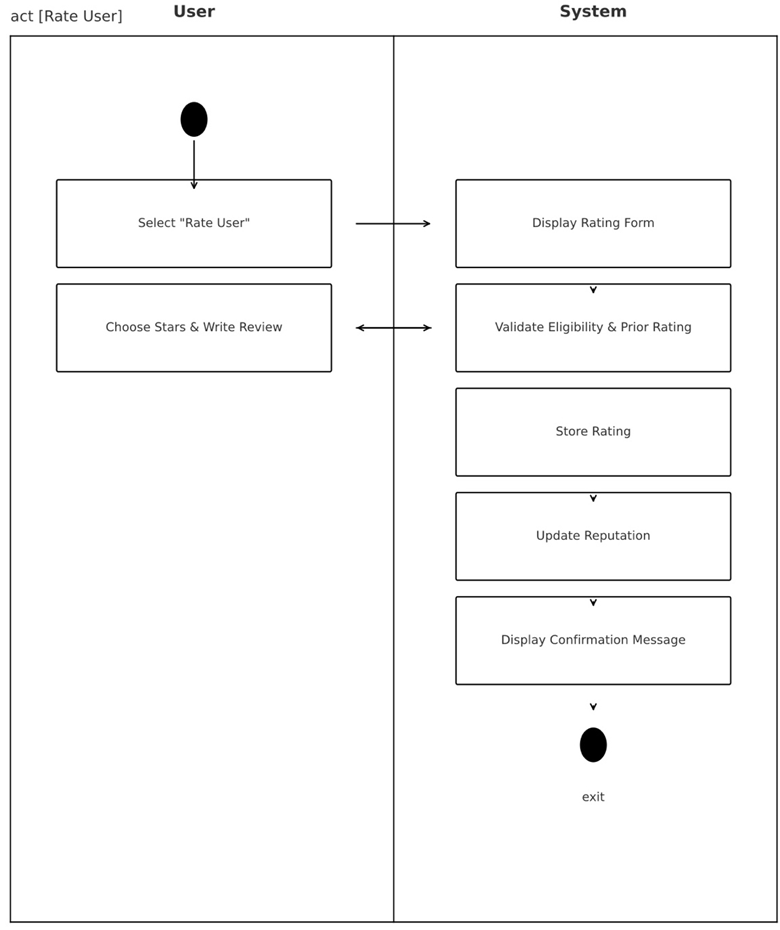 act [Rate User]
User
System
Select "Rate User"
Display Rating Form
Choose Stars & Write Review
Validate Eligibility & Prior Rating
Store Rating
Update Reputation
Display Confirmation Message
exit